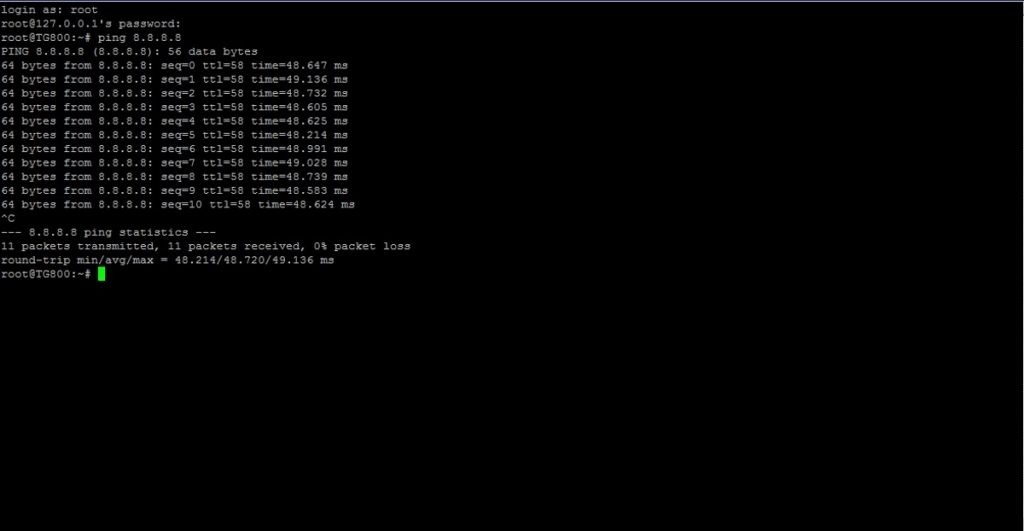 login as: root
root@127.0.0.1's password:
root@TG800:~# ping 8.8.8.8
PING 8.8.8.8 (8.8.8.8): 56 data bytes
64 bytes from 8.8.8.8: seq=0 ttl=58 time=48.647 ms
64 bytes from 8.8.8.8: seq=1 ttl=58 time=49.136 ms
64 bytes from 8.8.8.8: seq=2 ttl=58 time=48.732 ms
64 bytes from 8.8.8.8: seq=3 ttl=58 time=48.605 ms
64 bytes from 8.8.8.8: seq=4 ttl=58 time=48.625 ms
64 bytes from 8.8.8.8: seq=5 ttl=58 time=48.214 ms
64 bytes from 8.8.8.8: seq=6 ttl=58 time=48.991 ms
64 bytes from 8.8.8.8: seq=7 ttl=58 time=49.028 ms
64 bytes from 8.8.8.8: seq=8 ttl=58 time=48.739 ms
64 bytes from 8.8.8.8: seq=9 ttl=58 time=48.583 ms
64 bytes from 8.8.8.8: seq=10 ttl=58 time=48.624 ms
^C
--- 8.8.8.8 ping statistics ---
11 packets transmitted, 11 packets received, 0% packet loss
round-trip min/avg/max = 48.214/48.720/49.136 ms
root@TG800:~#